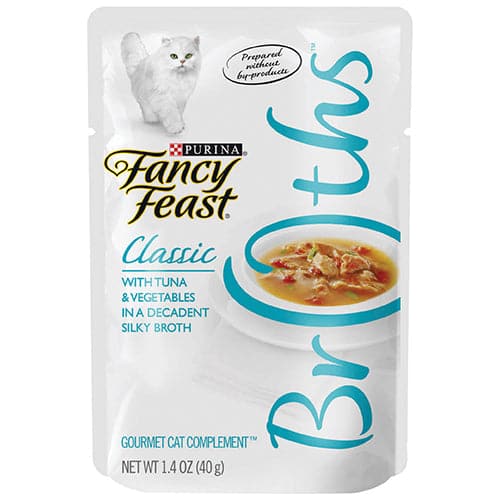 Prepared
without
by-products
PURINA
Fancy
Feast®
Classic
WITH TUNA
& VEGETABLES
IN A DECADENT
SILKY BROTH
Broths™
GOURMET CAT COMPLEMENT™
NET WT 1.4 OZ (40 g)